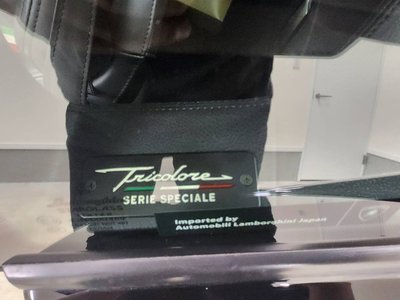 Tricolore
SERIE SPECIALE
Imported by
Automobili Lamborghini Japan